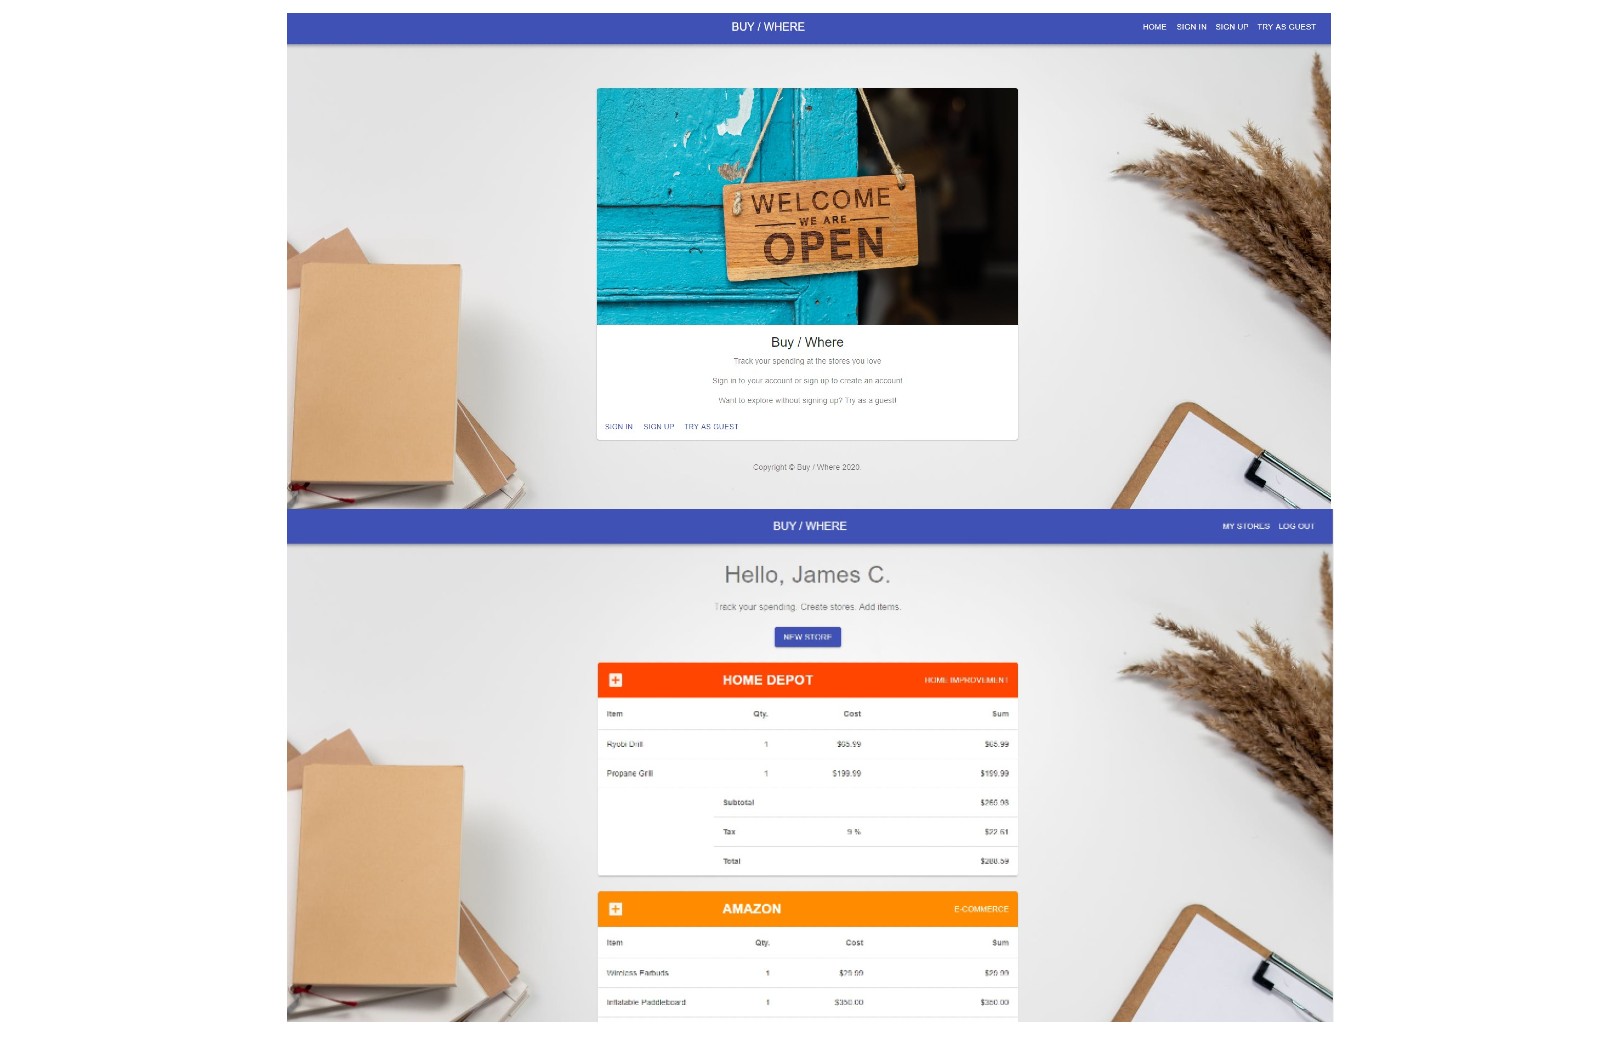 BUY / WHERE HOME SIGN IN SIGN UP TRY AS GUEST
WELCOME
WE ARE
OPEN
Buy / Where
Track your spending at the stores you love
Sign in to your account or sign up to create an account
Want to explore without signing up? Try as a guest!
SIGN IN SIGN UP TRY AS GUEST
Copyright © Buy / Where 2020.
BUY / WHERE MY STORES LOG OUT
Hello, James C.
Track your spending. Create stores. Add items.
NEW STORE
HOME DEPOT HOME IMPROVEMENT
Item Qty. Cost Sum
Ryobi Drill 1 $65.99 $65.99
Propane Grill 1 $199.99 $199.99
Subtotal $265.98
Tax 9 % $22.61
Total $288.59
AMAZON E-COMMERCE
Item Qty. Cost Sum
Wireless Earbuds 1 $29.99 $29.99
Inflatable Paddleboard 1 $350.00 $350.00